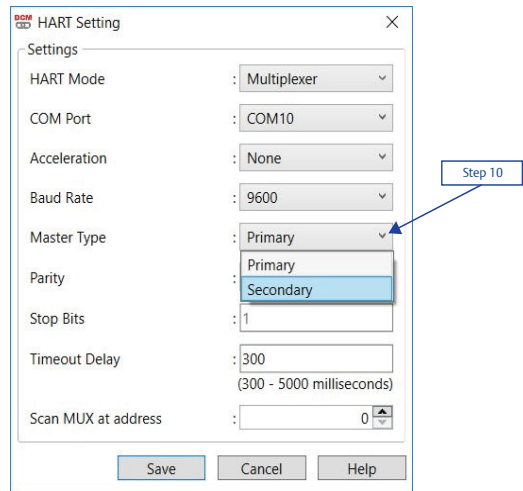 DCM HART Setting
Settings
HART Mode : Multiplexer
COM Port : COM10
Acceleration : None
Step 10
Baud Rate : 9600
Master Type : Primary
Primary
Parity :
Secondary
Stop Bits : 1
Timeout Delay : 300
(300 - 5000 milliseconds)
Scan MUX at address : 0
Save Cancel Help